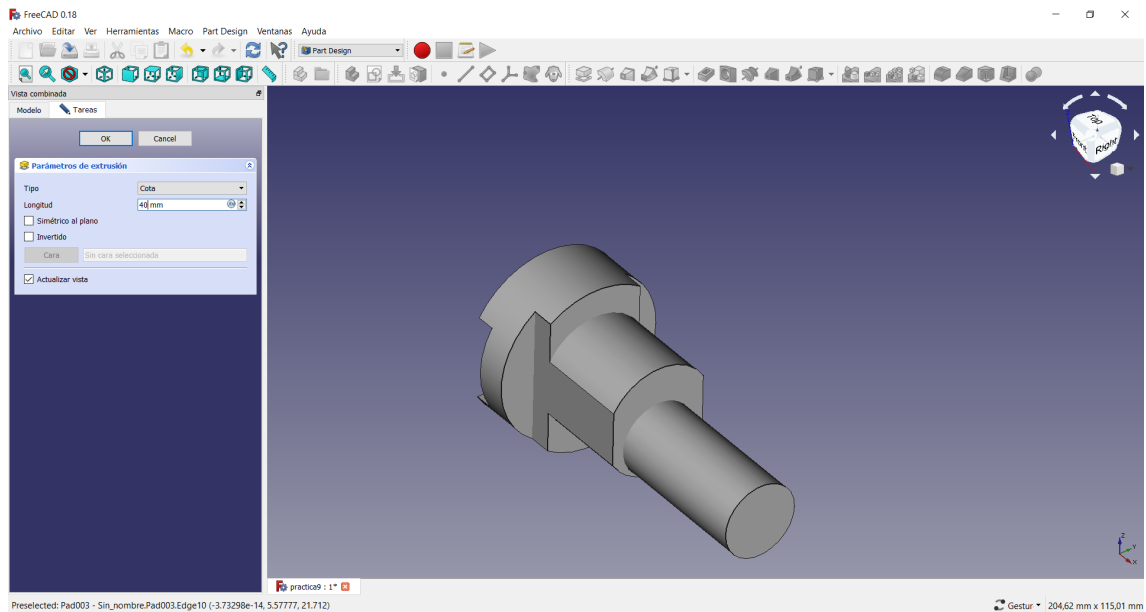 FreeCAD 0.18
Archivo Editar Ver Herramientas Macro Part Design Ventanas Ayuda
Part Design
Vista combinada
Modelo Tareas
OK Cancel
Parámetros de extrusión
Tipo Cota
Longitud 40 mm
Simétrico al plano
Invertido
Cara Sin cara seleccionada
Actualizar vista
Top
Right
Z
Y
X
practica9 : 1*
Preselected: Pad003 - Sin_nombre.Pad003.Edge10 (-3.73298e-14, 5.57777, 21.712)
Gestur 204,62 mm x 115,01 mm